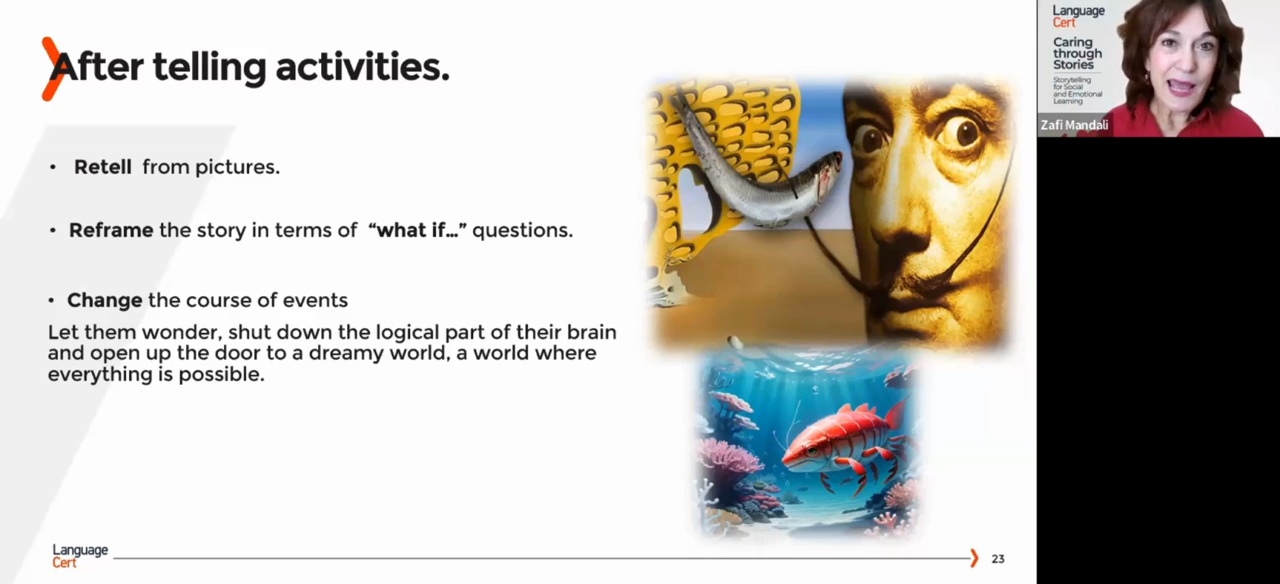 After telling activities.
• Retell from pictures.
• Reframe the story in terms of “what if...” questions.
• Change the course of events
Let them wonder, shut down the logical part of their brain
and open up the door to a dreamy world, a world where
everything is possible.
Language
Cert
23
Language
Cert
Caring
through
Stories
Storytelling
for Social
and Emotional
Learning
Zafi Mandali